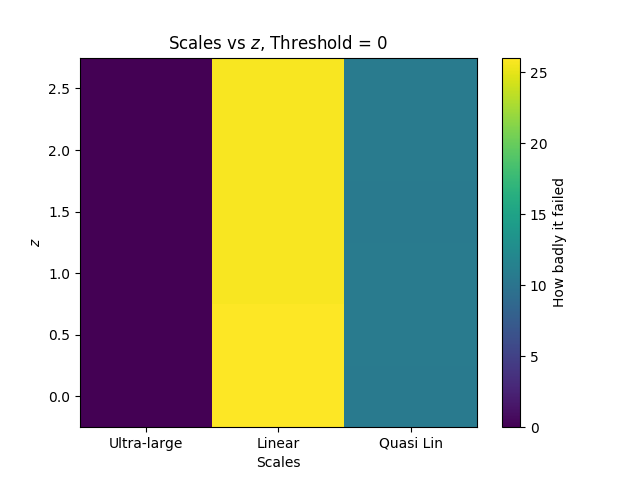 Scales vs z, Threshold = 0
2.5
2.0
1.5
1.0
0.5
0.0
z
Ultra-large Linear Quasi Lin
Scales
25
20
15
10
5
0
How badly it failed